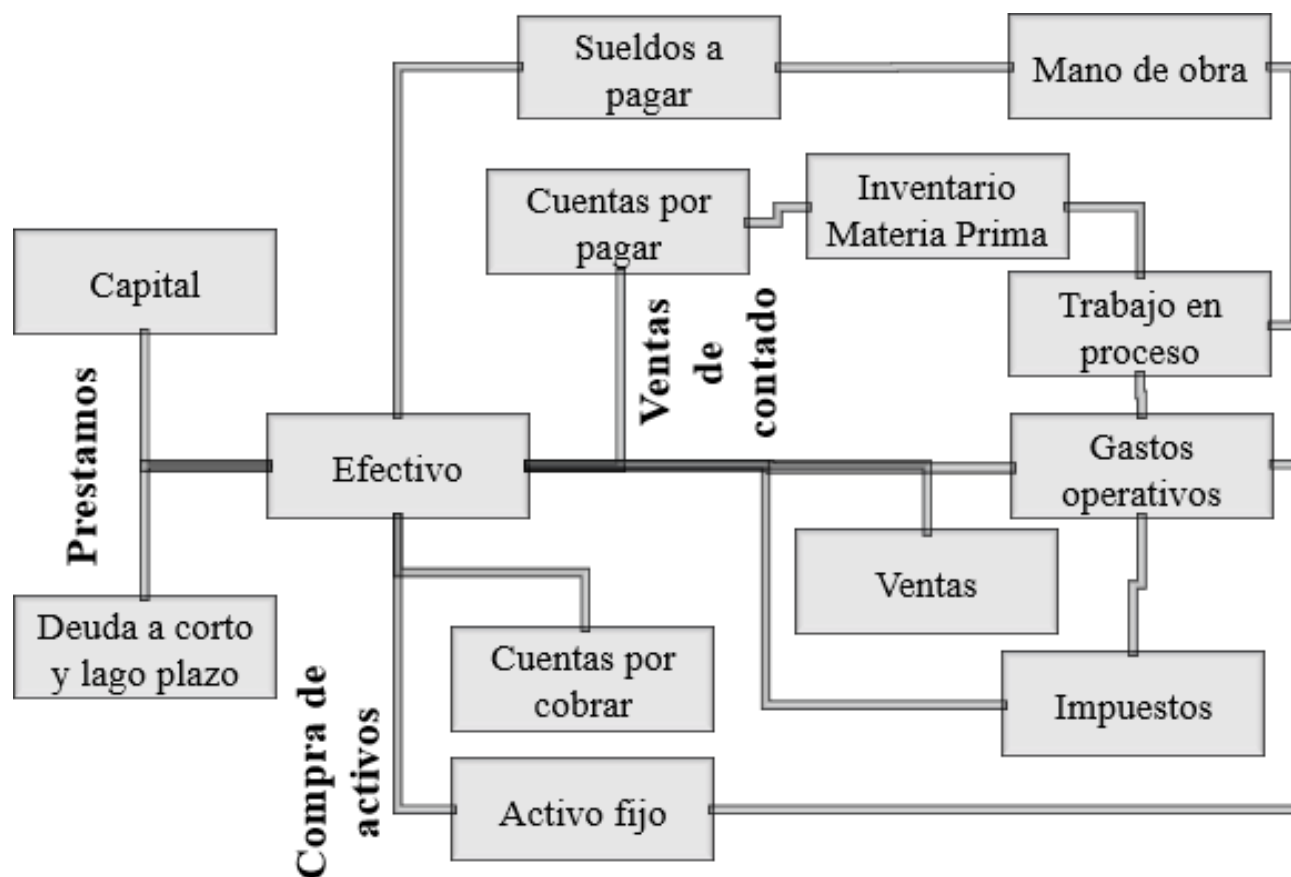 Sueldos a
pagar
Mano de obra
Cuentas por
pagar
Inventario
Materia Prima
Capital
Ventas
de
contado
Trabajo en
proceso
Prestamos
Efectivo
Gastos
operativos
Ventas
Deuda a corto
y lago plazo
Cuentas por
cobrar
Impuestos
Compra de
activos
Activo fijo